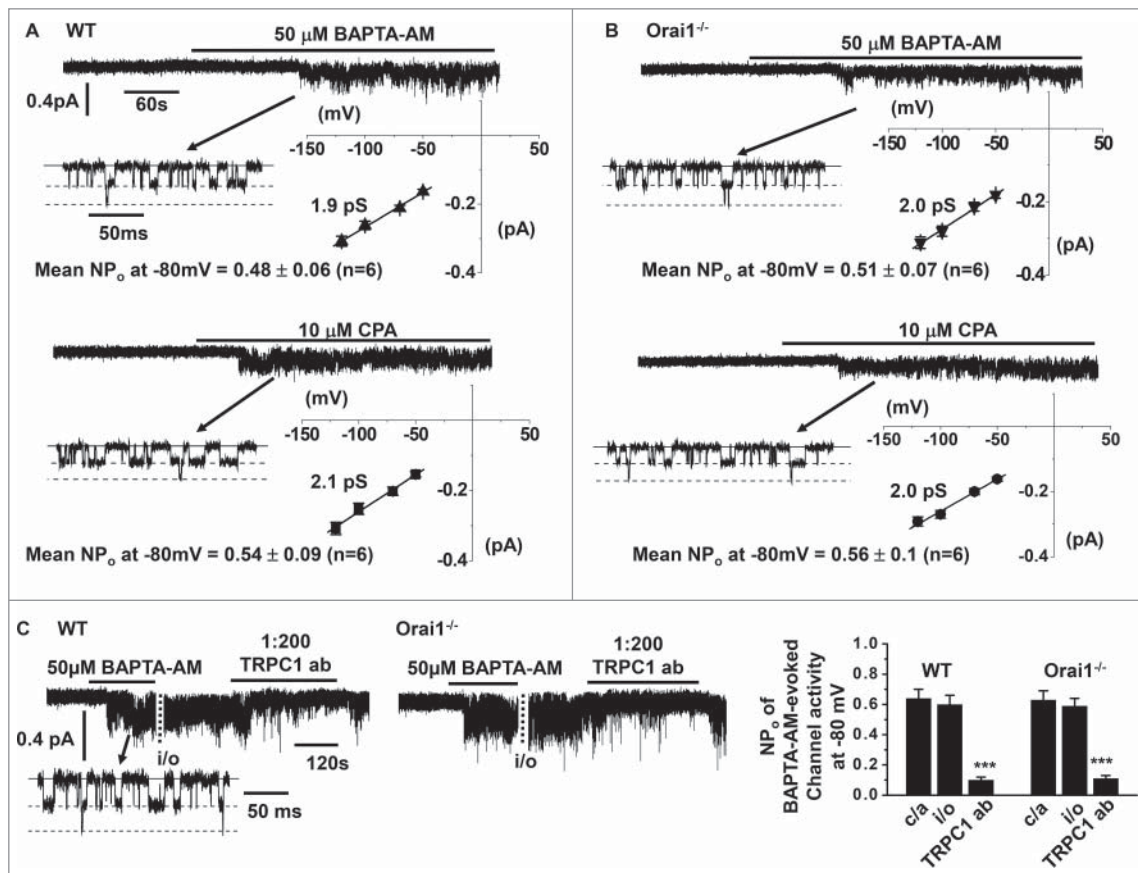 A WT
50 µM BAPTA-AM
0.4pA
60s
(mV)
-150 -100 -50 50
50ms
1.9 pS
-0.2
(pA)
-0.4
Mean NPo at -80mV = 0.48 ± 0.06 (n=6)
10 µM CPA
(mV)
-150 -100 -50 0 50
2.1 pS
-0.2
(pA)
-0.4
Mean NPo at -80mV = 0.54 ± 0.09 (n=6)
B Orai1-/-
50 µM BAPTA-AM
(mV)
-150 -100 -50 0 50
2.0 pS
-0.2
(pA)
-0.4
Mean NPo at -80mV = 0.51 ± 0.07 (n=6)
10 µM CPA
(mV)
-150 -100 -50 0 50
2.0 pS
-0.2
(pA)
-0.4
Mean NPo at -80mV = 0.56 ± 0.1 (n=6)
C WT
50µM BAPTA-AM
1:200
TRPC1 ab
0.4 pA
i/o
120s
50 ms
Orai1-/-
50µM BAPTA-AM
1:200
TRPC1 ab
i/o
NPo of
BAPTA-AM-evoked
Channel activity
at -80 mV
1.0
0.8
0.6
0.4
0.2
0.0
WT Orai1-/-
*** ***
c/a i/o TRPC1 ab c/a i/o TRPC1 ab